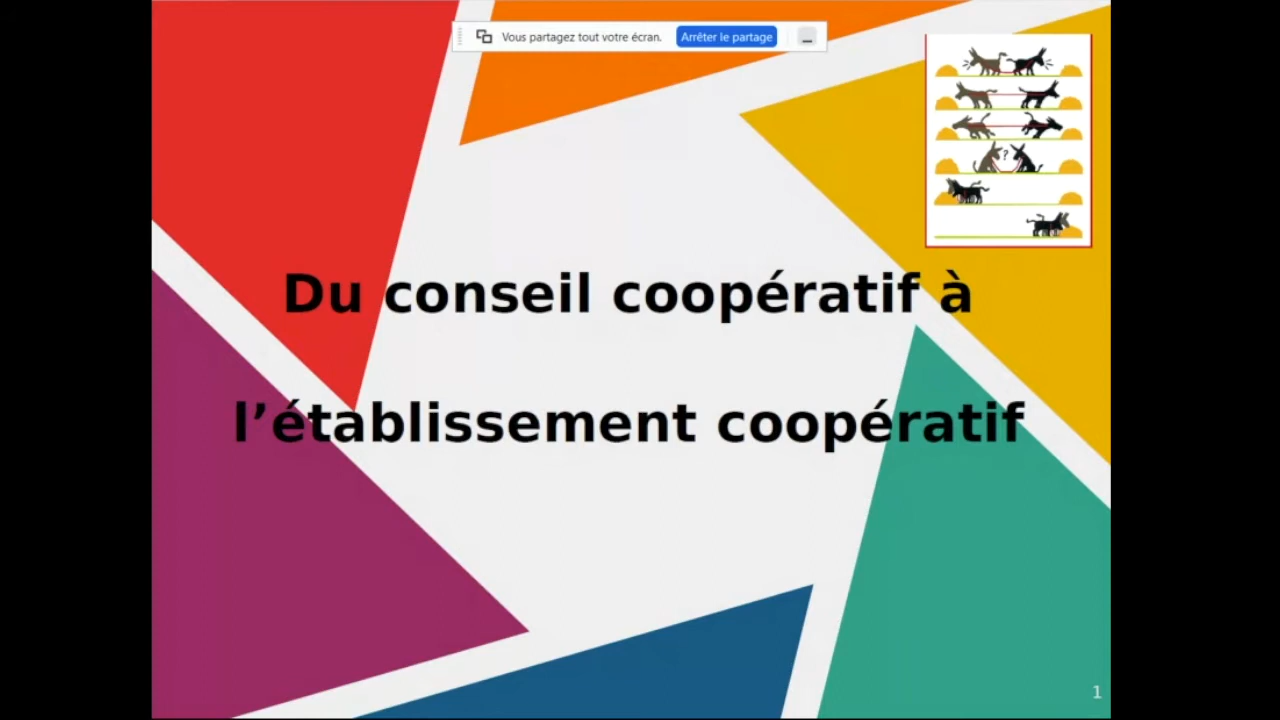 Vous partagez tout votre écran.
Arrêter le partage
?
Du conseil coopératif à
l’établissement coopératif
1